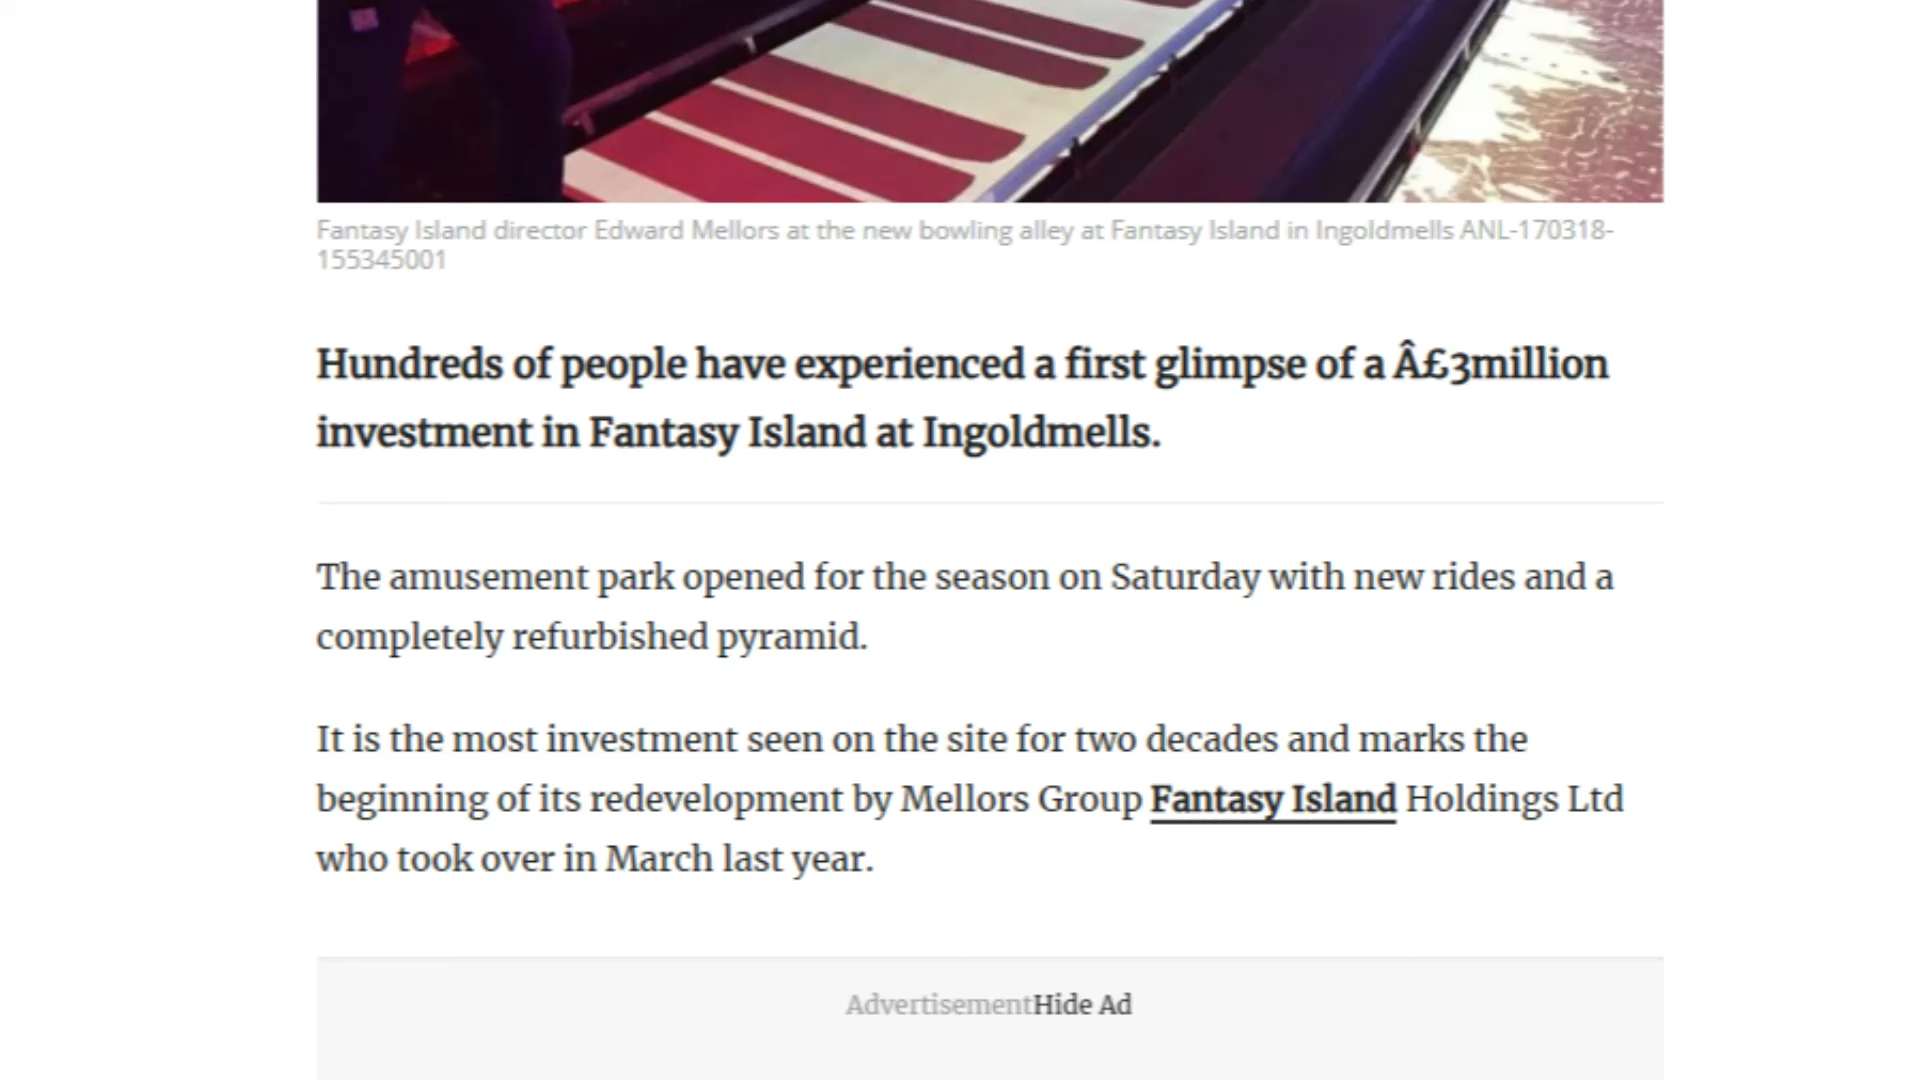 Fantasy Island director Edward Mellors at the new bowling alley at Fantasy Island in Ingoldmells ANL-170318-
155345001
Hundreds of people have experienced a first glimpse of a Â£3million
investment in Fantasy Island at Ingoldmells.
The amusement park opened for the season on Saturday with new rides and a
completely refurbished pyramid.
It is the most investment seen on the site for two decades and marks the
beginning of its redevelopment by Mellors Group Fantasy Island Holdings Ltd
who took over in March last year.
AdvertisementHide Ad